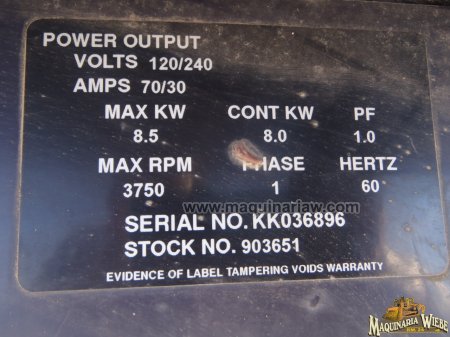 POWER OUTPUT
VOLTS 120/240
AMPS 70/30
MAX KW CONT KW PF
8.5 8.0 1.0
MAX RPM PHASE HERTZ
3750 1 60
www.maquinariaw.com
SERIAL NO. KK036896
STOCK NO. 903651
EVIDENCE OF LABEL TAMPERING VOIDS WARRANTY
MAQUINARIA WIEBE